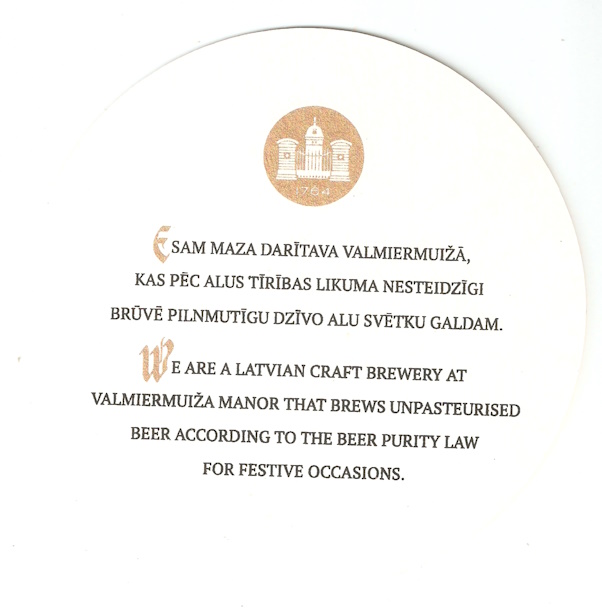 1764
ESAM MAZA DARĪTAVA VALMIERMUIŽĀ,
KAS PĒC ALUS TĪRĪBAS LIKUMA NESTEIDZĪGI
BRŪVĒ PILNMUTĪGU DZĪVO ALU SVĒTKU GALDAM.
WE ARE A LATVIAN CRAFT BREWERY AT
VALMIERMUIŽA MANOR THAT BREWS UNPASTEURISED
BEER ACCORDING TO THE BEER PURITY LAW
FOR FESTIVE OCCASIONS.